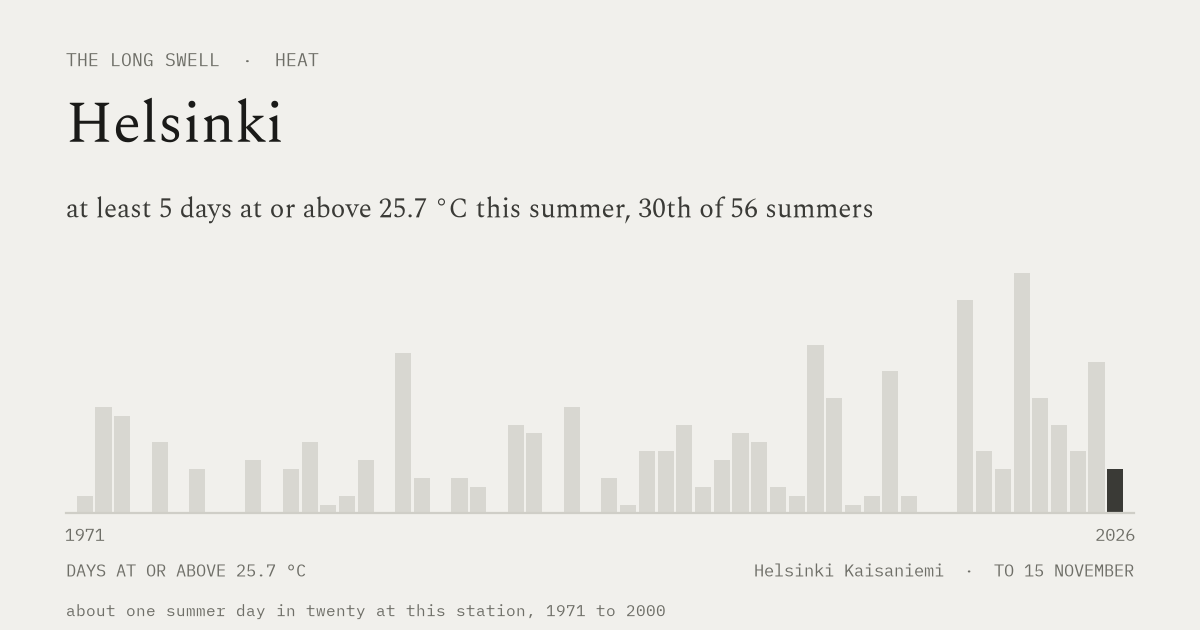 THE LONG SWELL · HEAT
Helsinki
at least 5 days at or above 25.7 °C this summer, 30th of 56 summers
1971 2026
DAYS AT OR ABOVE 25.7 °C Helsinki Kaisaniemi · TO 15 NOVEMBER
about one summer day in twenty at this station, 1971 to 2000